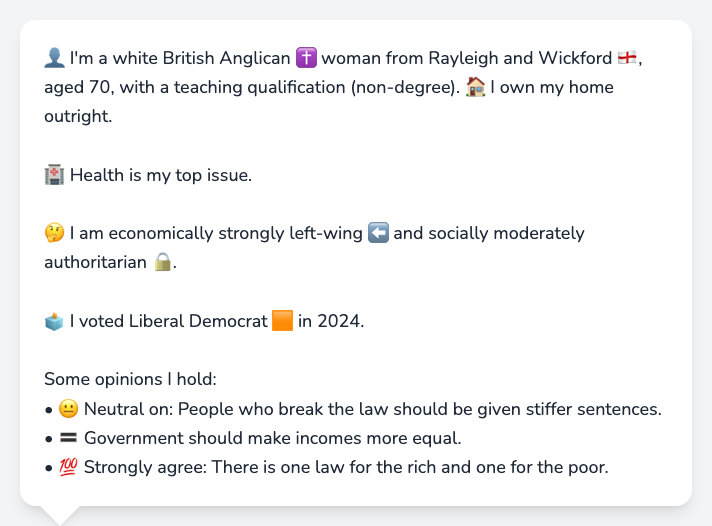 👤 I'm a white British Anglican ✝️ woman from Rayleigh and Wickford 🏴󠁧󠁢󠁥󠁮󠁧󠁿,
aged 70, with a teaching qualification (non-degree). 🏠 I own my home
outright.
🏥 Health is my top issue.
🤔 I am economically strongly left-wing ⬅️ and socially moderately
authoritarian 🔒.
🗳️ I voted Liberal Democrat 🟧 in 2024.
Some opinions I hold:
• 😐 Neutral on: People who break the law should be given stiffer sentences.
• 🟰 Government should make incomes more equal.
• 💯 Strongly agree: There is one law for the rich and one for the poor.